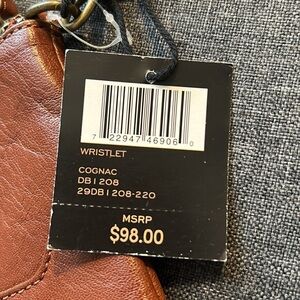 7 22947 46906 0
WRISTLET
COGNAC
DB1208
29DB1208-220
MSRP
$98.00